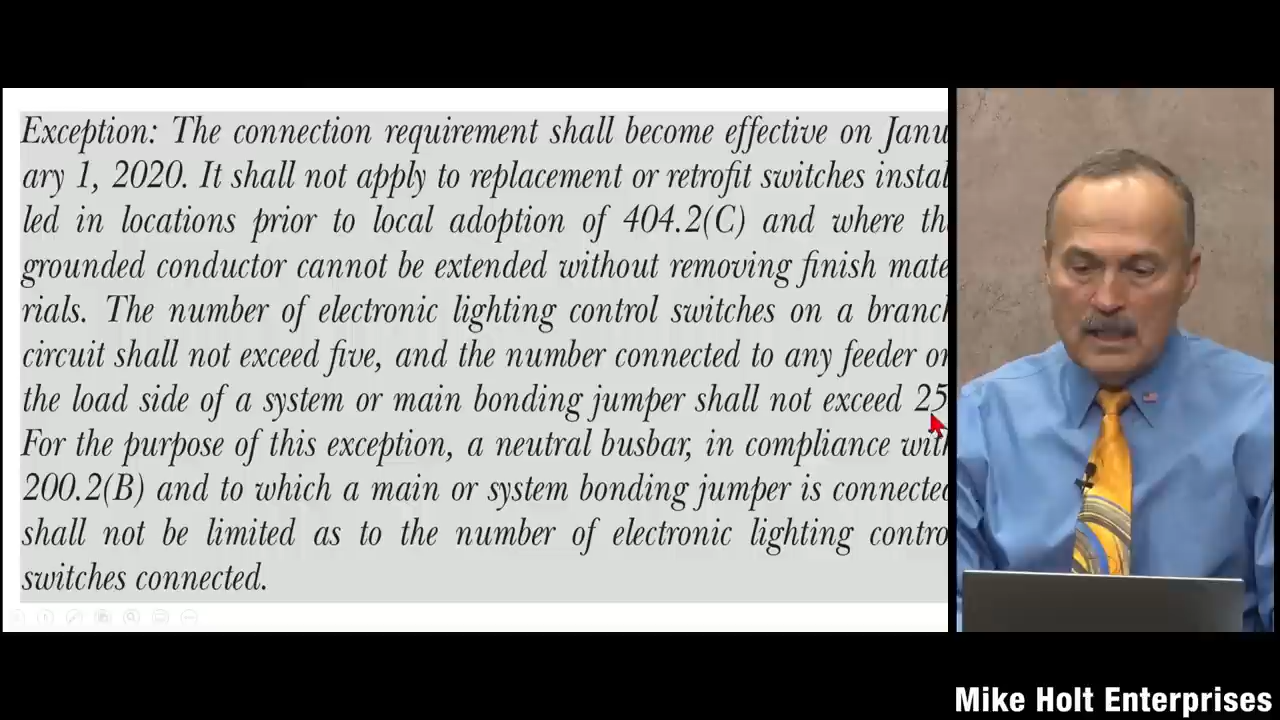 Exception: The connection requirement shall become effective on Janu
ary 1, 2020. It shall not apply to replacement or retrofit switches instal
led in locations prior to local adoption of 404.2(C) and where th
grounded conductor cannot be extended without removing finish mate
rials. The number of electronic lighting control switches on a branch
circuit shall not exceed five, and the number connected to any feeder on
the load side of a system or main bonding jumper shall not exceed 25
For the purpose of this exception, a neutral busbar, in compliance with
200.2(B) and to which a main or system bonding jumper is connected
shall not be limited as to the number of electronic lighting contro
switches connected.
Mike Holt Enterprises